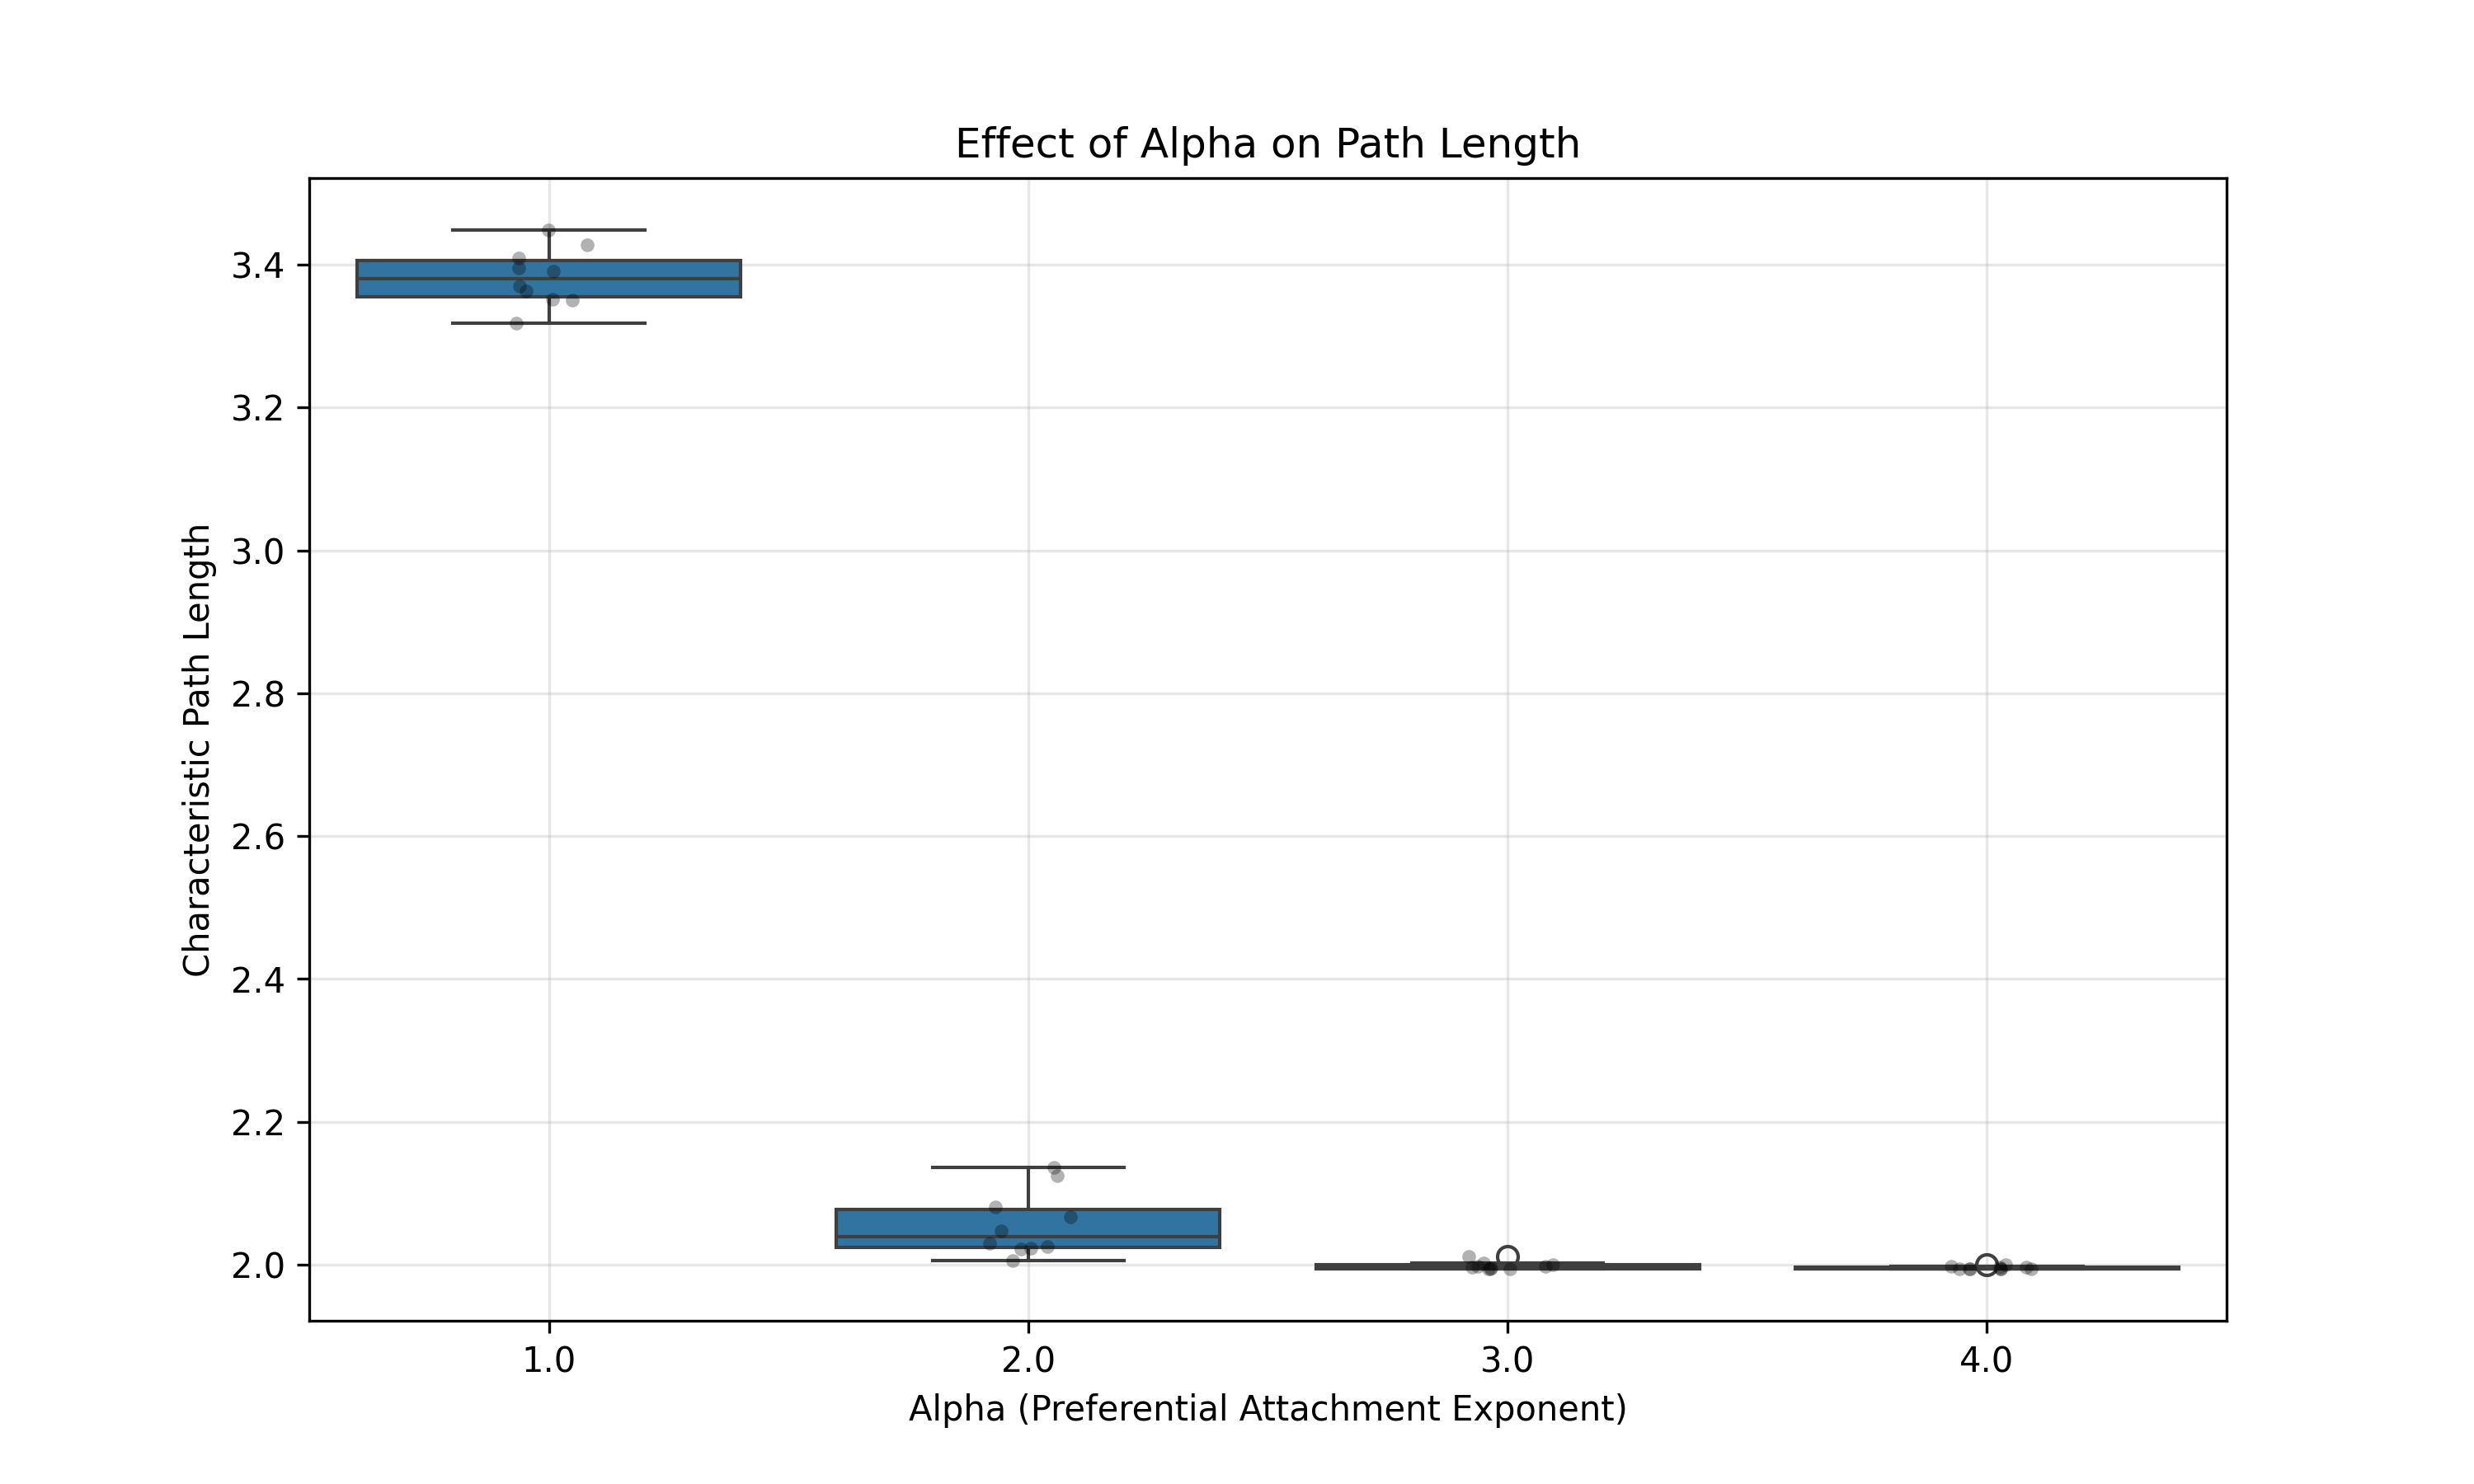 Effect of Alpha on Path Length
Characteristic Path Length
3.4
3.2
3.0
2.8
2.6
2.4
2.2
2.0
1.0 2.0 3.0 4.0
Alpha (Preferential Attachment Exponent)